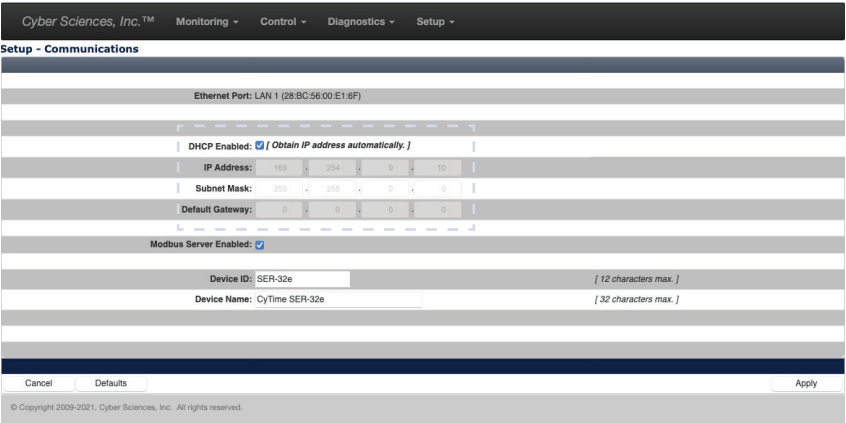 Cyber Sciences, Inc.™ Monitoring Control Diagnostics Setup
Setup - Communications
Ethernet Port: LAN 1 (28:BC:56:00:E1:6F)
DHCP Enabled: [ Obtain IP address automatically. ]
IP Address: 169 . 254 . 0 . 10
Subnet Mask: 255 . 255 . 0 . 0
Default Gateway: 0 . 0 . 0 . 0
Modbus Server Enabled:
Device ID: SER-32e [ 12 characters max. ]
Device Name: CyTime SER-32e [ 32 characters max. ]
Cancel Defaults Apply
© Copyright 2009-2021. Cyber Sciences, Inc. All rights reserved.